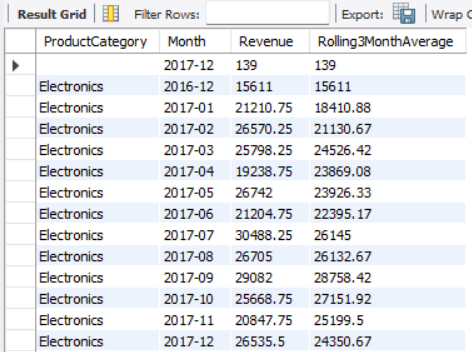 Result Grid Filter Rows: Export: Wrap C
ProductCategory Month Revenue Rolling3MonthAverage
2017-12 139 139
Electronics 2016-12 15611 15611
Electronics 2017-01 21210.75 18410.88
Electronics 2017-02 26570.25 21130.67
Electronics 2017-03 25798.25 24526.42
Electronics 2017-04 19238.75 23869.08
Electronics 2017-05 26742 23926.33
Electronics 2017-06 21204.75 22395.17
Electronics 2017-07 30488.25 26145
Electronics 2017-08 26705 26132.67
Electronics 2017-09 29082 28758.42
Electronics 2017-10 25668.75 27151.92
Electronics 2017-11 20847.75 25199.5
Electronics 2017-12 26535.5 24350.67